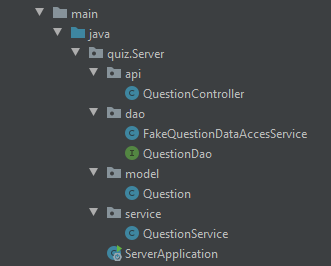 main
java
quiz.Server
api
QuestionController
dao
FakeQuestionDataAccesService
QuestionDao
model
Question
service
QuestionService
ServerApplication